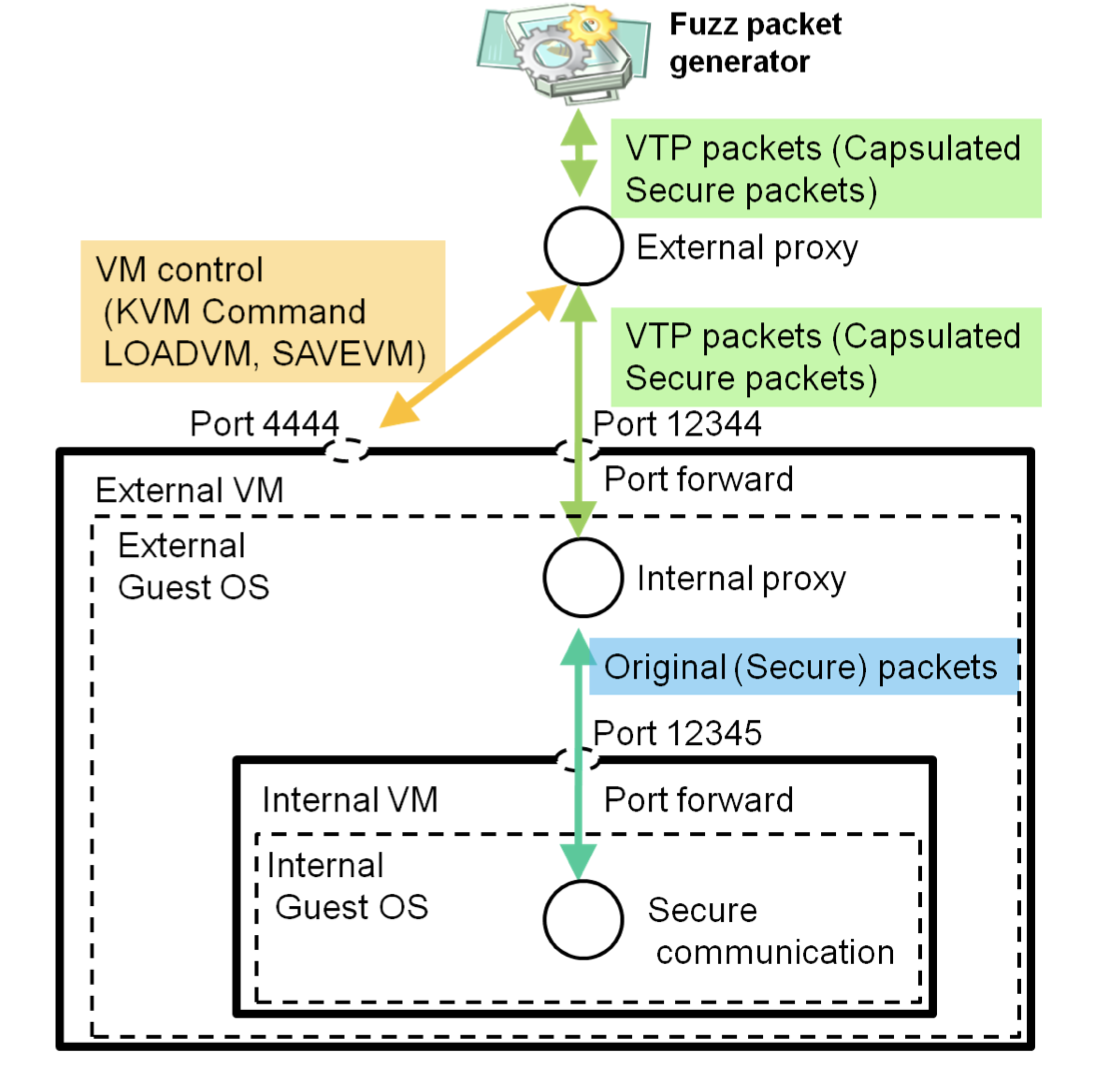 Fuzz packet
generator
VTP packets (Capsulated
Secure packets)
External proxy
VM control
(KVM Command
LOADVM, SAVEVM)
VTP packets (Capsulated
Secure packets)
Port 4444
Port 12344
External VM
Port forward
External
Guest OS
Internal proxy
Original (Secure) packets
Port 12345
Internal VM
Port forward
Internal
Guest OS
Secure
communication